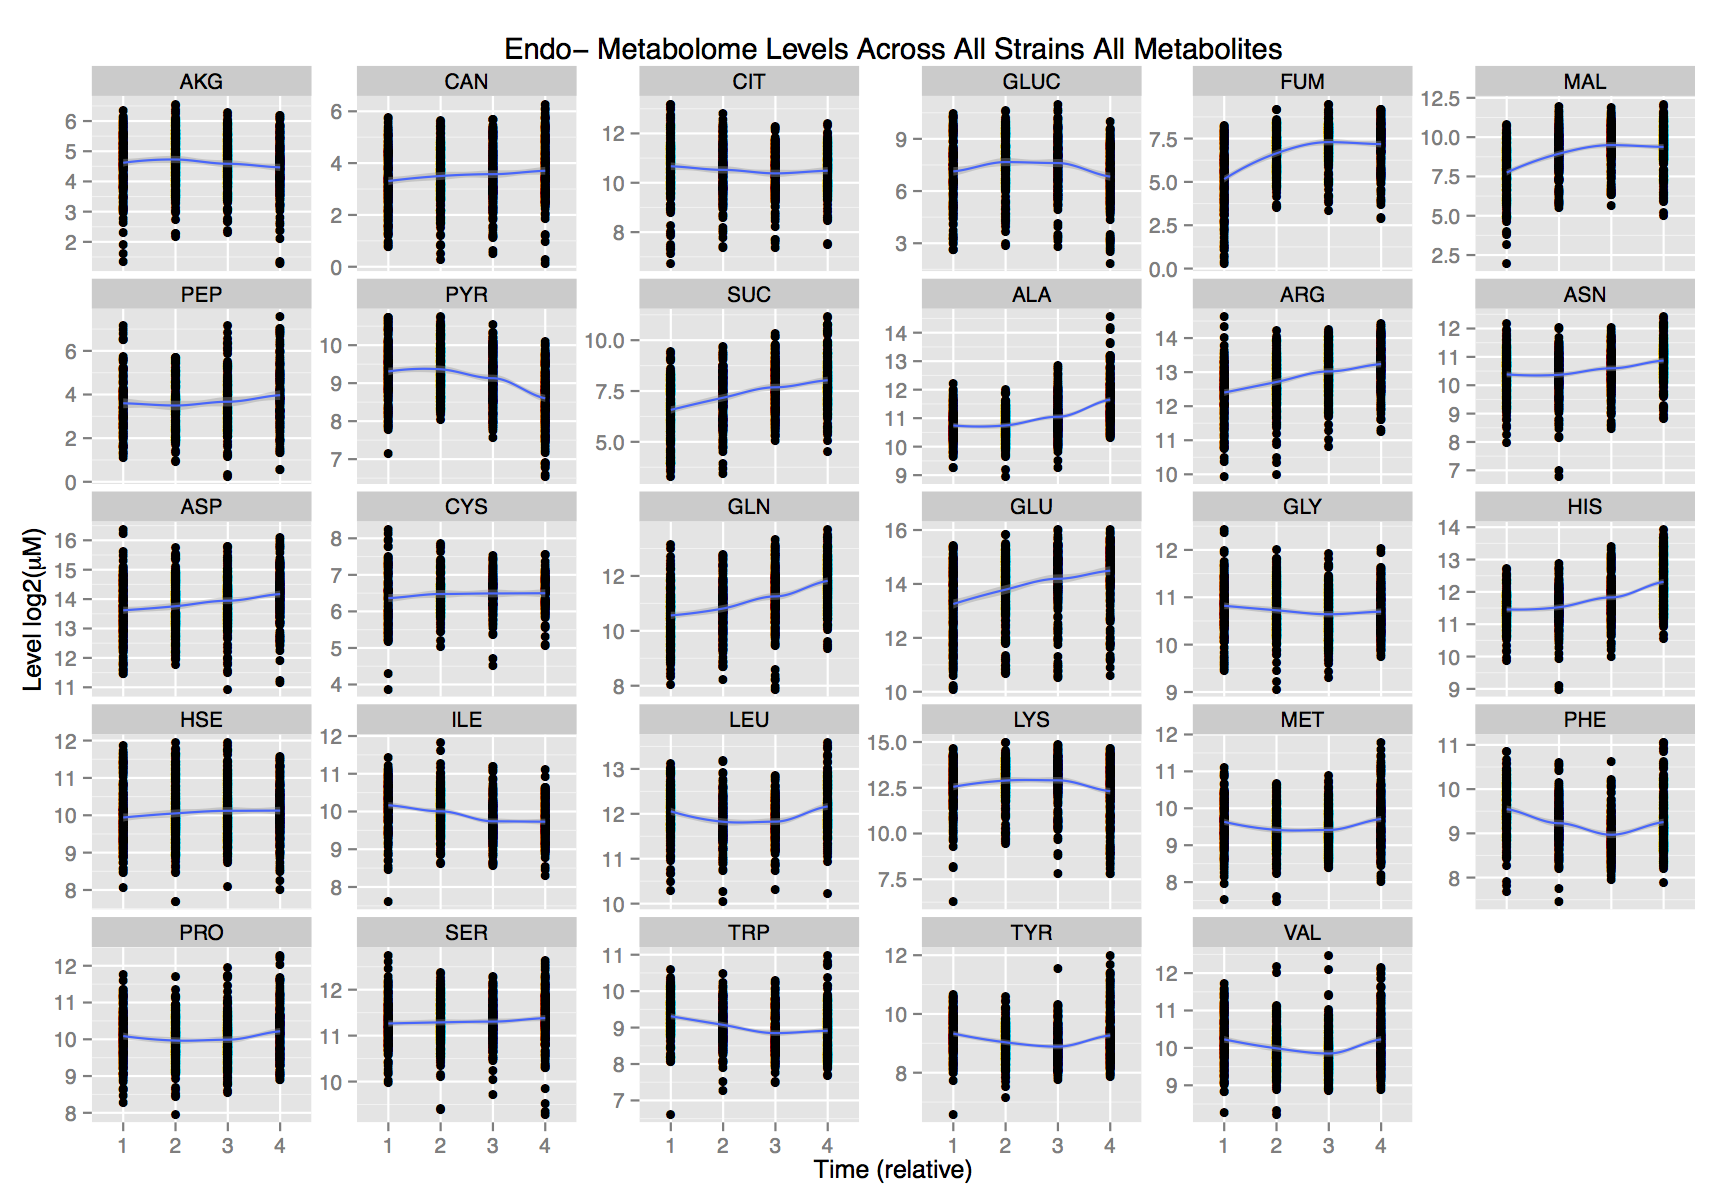 Endo− Metabolome Levels Across All Strains All Metabolites
AKG CAN CIT GLUC FUM MAL
6 5 4 3 2
6 4 2 0
12 10 8
9 6 3
7.5 5.0 2.5 0.0
12.5 10.0 7.5 5.0 2.5
PEP PYR SUC ALA ARG ASN
6 4 2 0
10 9 8 7
10.0 7.5 5.0
14 13 12 11 10 9
14 13 12 11 10
12 11 10 9 8 7
ASP CYS GLN GLU GLY HIS
16 15 14 13 12 11
8 7 6 5 4
12 10 8
16 14 12 10
12 11 10 9
14 13 12 11 10 9
HSE ILE LEU LYS MET PHE
12 11 10 9 8
12 11 10 9 8
13 12 11 10
15.0 12.5 10.0 7.5
12 11 10 9 8
11 10 9 8
PRO SER TRP TYR VAL
12 11 10 9 8
12 11 10
11 10 9 8 7
12 10 8
12 11 10 9
1 2 3 4
1 2 3 4
1 2 3 4
1 2 3 4
1 2 3 4
Level log2(μM)
Time (relative)